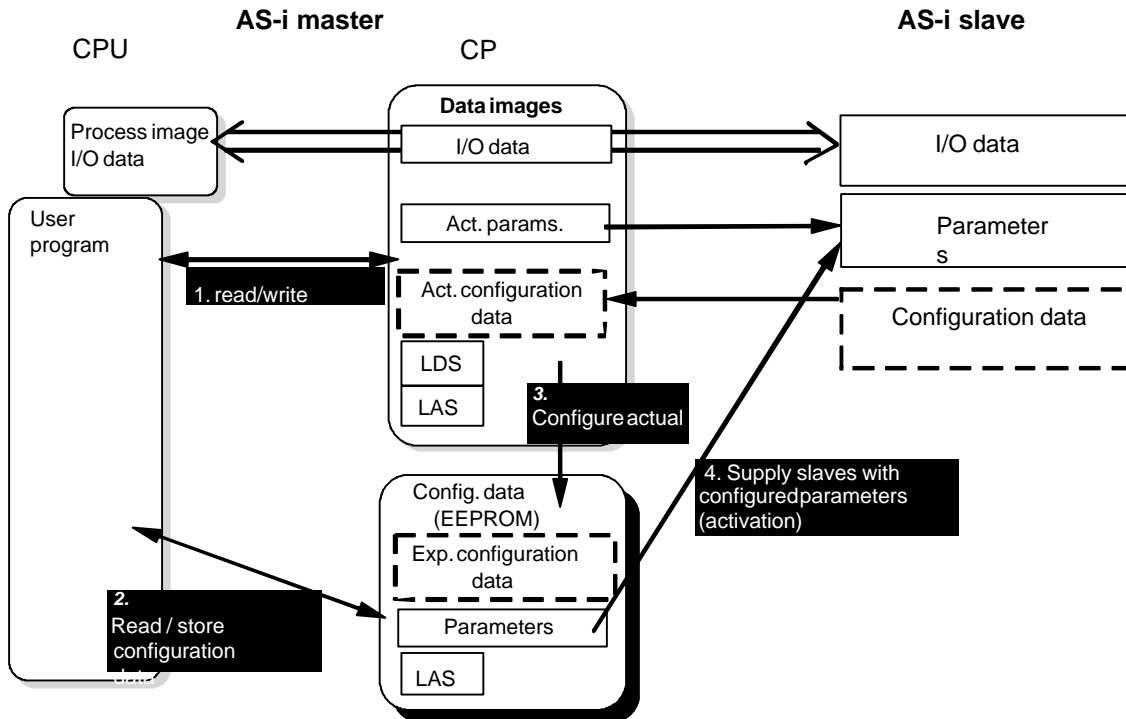 AS-i master
AS-i slave
CPU
CP
Data images
Process image
I/O data
I/O data
I/O data
User
program
Act. params.
Parameter
s
1. read/write
Act. configuration
data
Configuration data
LDS
LAS
3.
Configure actual
4. Supply slaves with
configured parameters
(activation)
Config. data
(EEPROM)
Exp. configuration
data
2.
Read / store
configuration
data
Parameters
LAS